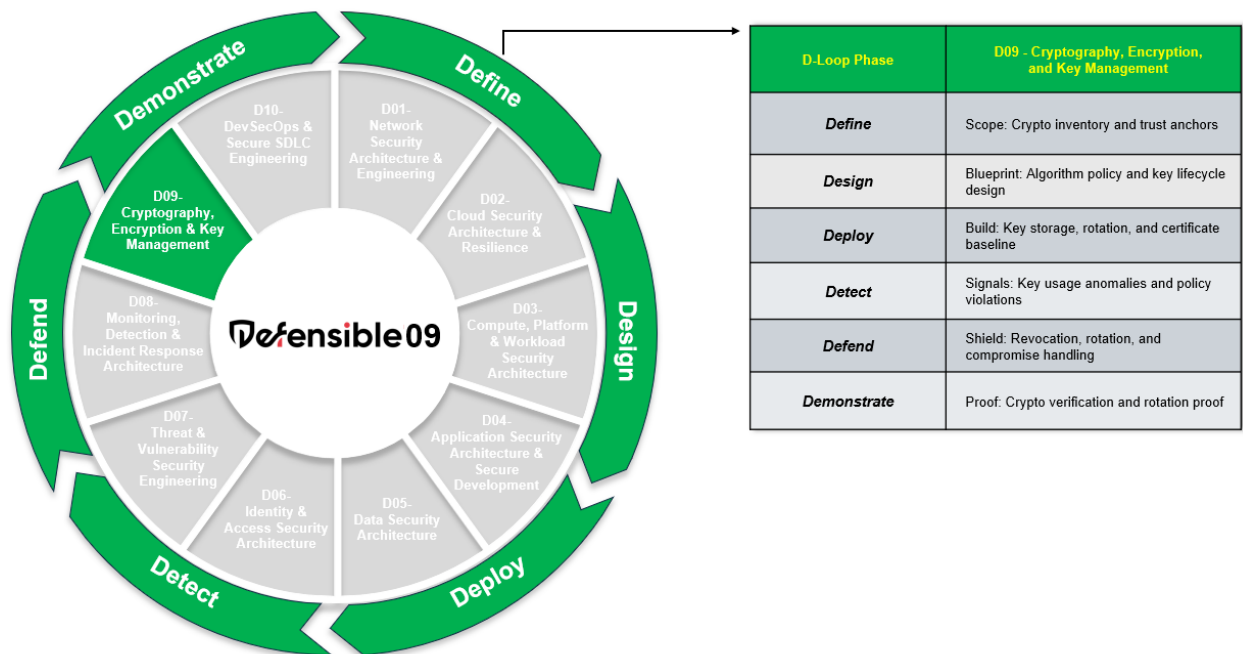 Demonstrate
Define
Design
Deploy
Detect
Defend
D10-
DevSecOps &
Secure SDLC
Engineering
D01-
Network
Security
Architecture &
Engineering
D02-
Cloud Security
Architecture &
Resilience
D03-
Compute, Platform
& Workload
Security
Architecture
D04-
Application Security
Architecture &
Secure
Development
D05-
Data Security
Architecture
D06-
Identity &
Access Security
Architecture
D07-
Threat &
Vulnerability
Security
Engineering
D08-
Monitoring,
Detection &
Incident Response
Architecture
D09-
Cryptography,
Encryption & Key
Management
Defensible09
D-Loop Phase
D09 - Cryptography, Encryption,
and Key Management
Define
Scope: Crypto inventory and trust anchors
Design
Blueprint: Algorithm policy and key lifecycle
design
Deploy
Build: Key storage, rotation, and certificate
baseline
Detect
Signals: Key usage anomalies and policy
violations
Defend
Shield: Revocation, rotation, and
compromise handling
Demonstrate
Proof: Crypto verification and rotation proof